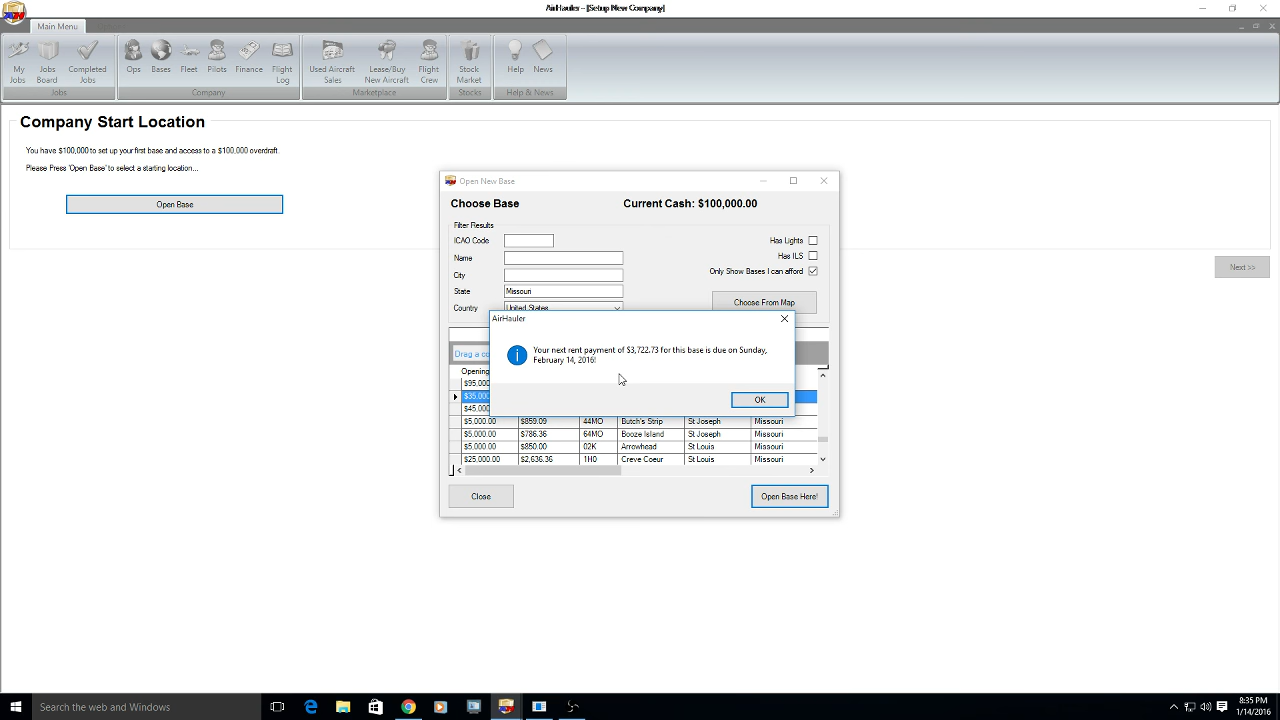 AirHauler - [Setup New Company]
Main Menu
My Jobs
Jobs Board
Completed Jobs
Ops
Bases
Fleet
Pilots
Finance
Flight Log
Used Aircraft Sales
Lease/Buy New Aircraft
Flight Crew
Stock Market
Help
News
Jobs
Company
Marketplace
Stocks
Help & News
Company Start Location
You have $100,000 to set up your first base and access to a $100,000 overdraft
Please Press 'Open Base' to select a starting location...
Open Base
Next >>
Open New Base
Choose Base
Current Cash: $100,000.00
Filter Results
ICAO Code
Has Lights
Name
Has ILS
City
Only Show Bases I can afford
State Missouri
Choose From Map
Country United States
AirHauler
Your next rent payment of $3,722.73 for this base is due on Sunday,
February 14, 2016!
OK
Drag a co
Opening
$95,000
$35,000
$45,000
$5,000.00 $859.09 44MO Butch's Strip St Joseph Missouri
$5,000.00 $786.36 64MO Booze Island St Joseph Missouri
$5,000.00 $850.00 02K Arrowhead St Louis Missouri
$25,000.00 $2,636.36 1H0 Creve Coeur St Louis Missouri
Close
Open Base Here!
Search the web and Windows
8:35 PM
1/14/2016